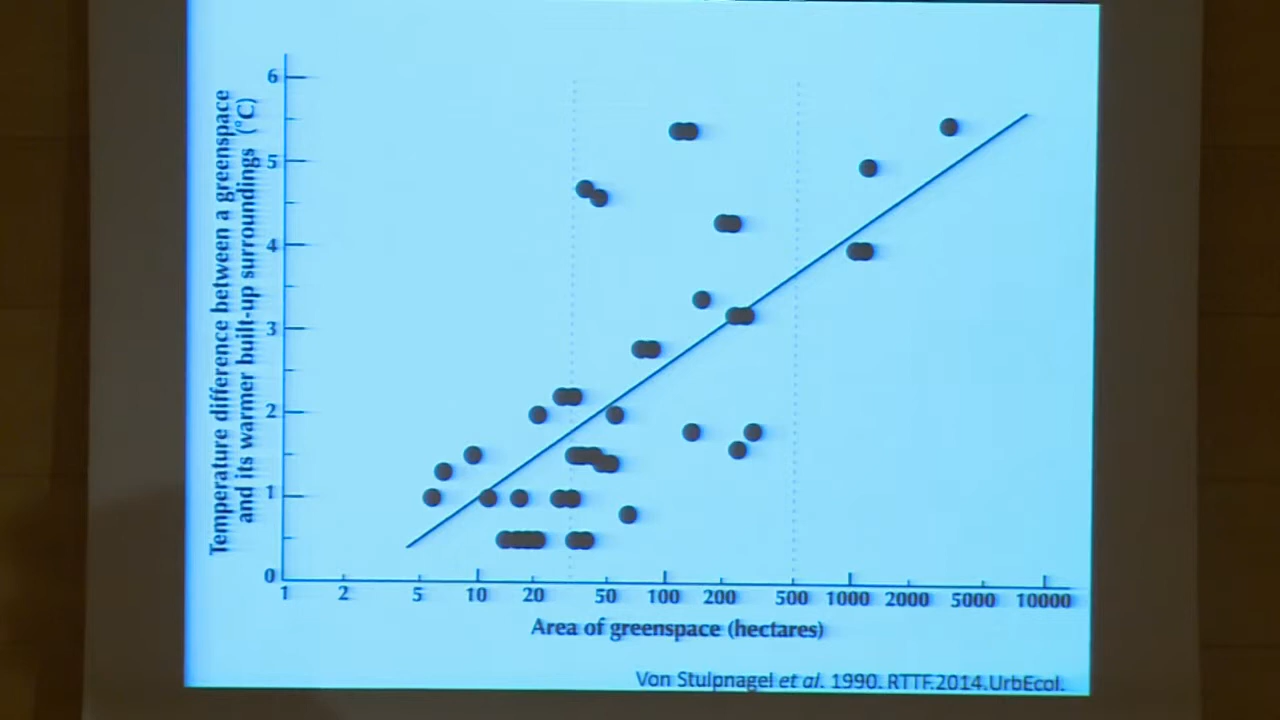 Temperature difference between a greenspace
and its warmer built-up surroundings (°C)
6
5
4
3
2
1
0
1 2 5 10 20 50 100 200 500 1000 2000 5000 10000
Area of greenspace (hectares)
Von Stulpnagel et al. 1990. RTTF.2014.UrbEcol.